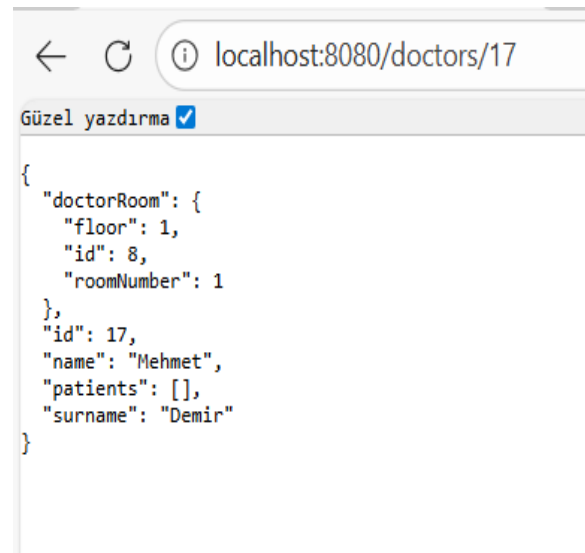 localhost:8080/doctors/17
Güzel yazdırma
{
  "doctorRoom": {
    "floor": 1,
    "id": 8,
    "roomNumber": 1
  },
  "id": 17,
  "name": "Mehmet",
  "patients": [],
  "surname": "Demir"
}